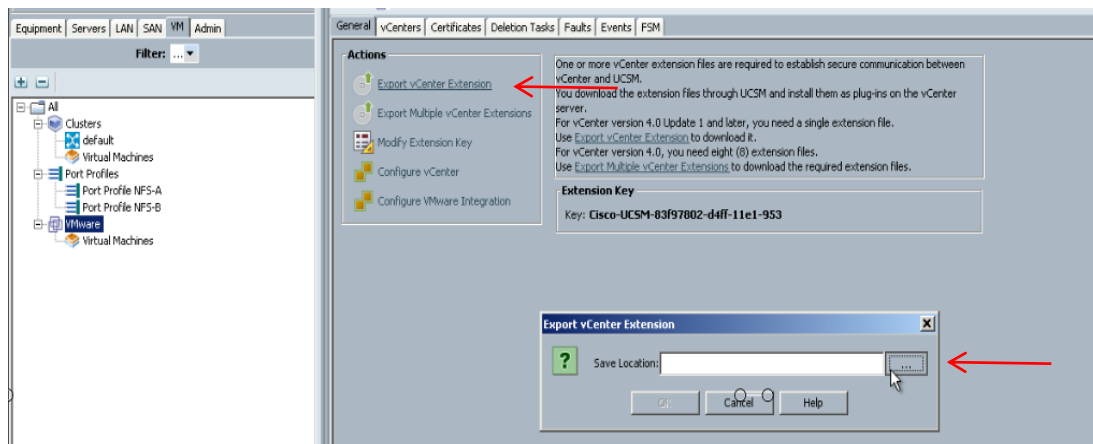 Equipment Servers LAN SAN VM Admin
Filter: ...
All
Clusters
default
Virtual Machines
Port Profiles
Port Profile NFS-A
Port Profile NFS-B
VMware
Virtual Machines
General vCenters Certificates Deletion Tasks Faults Events FSM
Actions
Export vCenter Extension
Export Multiple vCenter Extensions
Modify Extension Key
Configure vCenter
Configure VMware Integration
One or more vCenter extension files are required to establish secure communication between
vCenter and UCSM.
You download the extension files through UCSM and install them as plug-ins on the vCenter
server.
For vCenter version 4.0 Update 1 and later, you need a single extension file.
Use Export vCenter Extension to download it.
For vCenter version 4.0, you need eight (8) extension files.
Use Export Multiple vCenter Extensions to download the required extension files.
Extension Key
Key: Cisco-UCSM-83f97802-d4ff-11e1-953
Export vCenter Extension
? Save Location: ...
OK Cancel Help